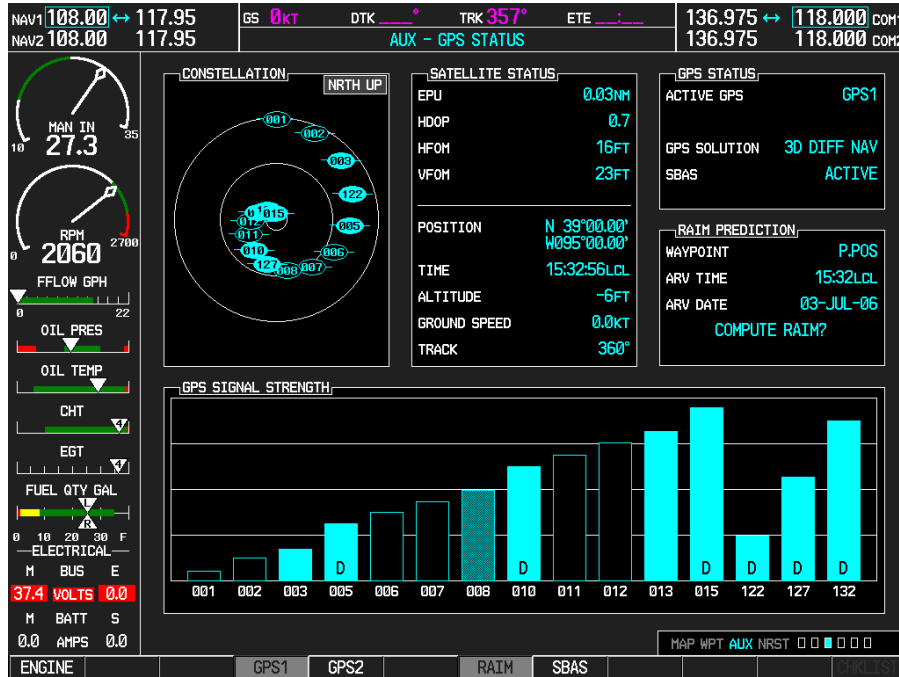 NAV1 108.00 ↔ 117.95 GS 0KT DTK ___° TRK 357° ETE __:__ 136.975 ↔ 118.000 COM1
NAV2 108.00 117.95 AUX - GPS STATUS 136.975 118.000 COM2
CONSTELLATION
NRTH UP
001
002
003
122
005
006
007
008
127
010
011
012
015
MAN IN
27.3
10 35
RPM
2060
0 2700
FFLOW GPH
0 22
OIL PRES
OIL TEMP
CHT
4
EGT
4
FUEL QTY GAL
L
R
0 10 20 30 F
ELECTRICAL
M BUS E
37.4 VOLTS 0.0
M BATT S
0.0 AMPS 0.0
SATELLITE STATUS
EPU 0.03NM
HDOP 0.7
HFOM 16FT
VFOM 23FT
POSITION N 39°00.00'
W095°00.00'
TIME 15:32:56LCL
ALTITUDE -6FT
GROUND SPEED 0.0KT
TRACK 360°
GPS STATUS
ACTIVE GPS GPS1
GPS SOLUTION 3D DIFF NAV
SBAS ACTIVE
RAIM PREDICTION
WAYPOINT P.POS
ARV TIME 15:32LCL
ARV DATE 03-JUL-06
COMPUTE RAIM?
GPS SIGNAL STRENGTH
D D D D D D
001 002 003 005 006 007 008 010 011 012 013 015 122 127 132
MAP WPT AUX NRST
ENGINE GPS1 GPS2 RAIM SBAS CHKLIST